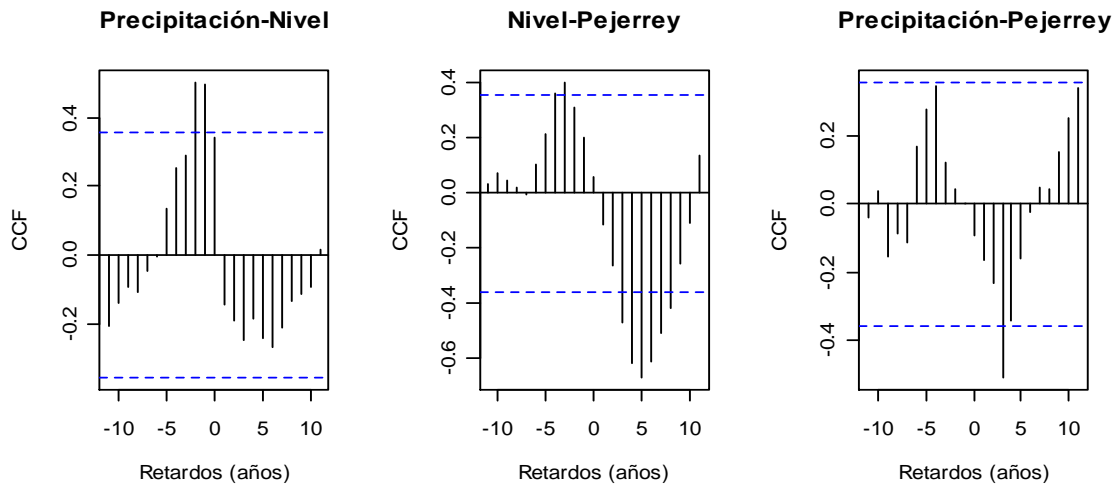 Precipitación-Nivel
CCF
0.4
0.2
0.0
-0.2
-10 -5 0 5 10
Retardos (años)
Nivel-Pejerrey
CCF
0.4
0.2
0.0
-0.2
-0.4
-0.6
-10 -5 0 5 10
Retardos (años)
Precipitación-Pejerrey
CCF
0.2
0.0
-0.2
-0.4
-10 -5 0 5 10
Retardos (años)